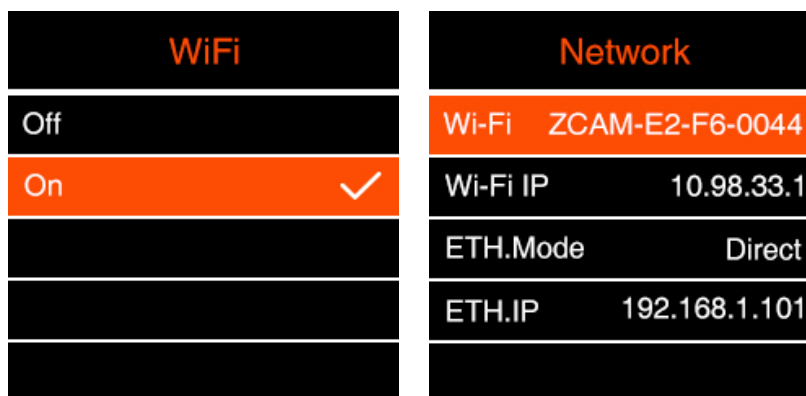 WiFi
Off
On
Network
Wi-Fi ZCAM-E2-F6-0044
Wi-Fi IP 10.98.33.1
ETH.Mode Direct
ETH.IP 192.168.1.101